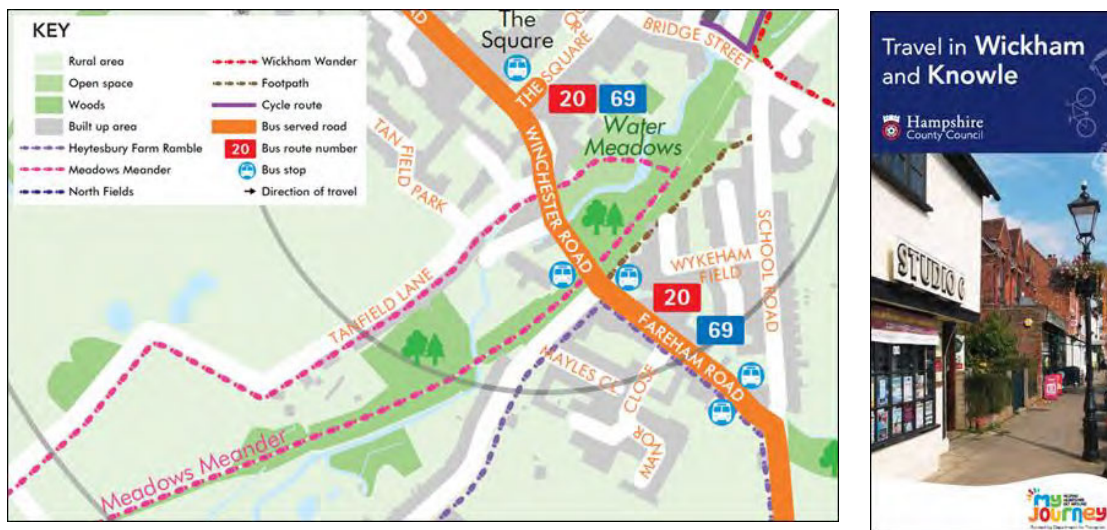 KEY
Rural area
Open space
Woods
Built up area
Heytesbury Farm Ramble
Meadows Meander
North Fields
Wickham Wander
Footpath
Cycle route
Bus served road
20 Bus route number
Bus stop
Direction of travel
The
Square
THE SQUARE
BRIDGE STREET
20 69
Water
Meadows
WINCHESTER ROAD
TANFIELD PARK
TANFIELD LANE
WYKEHAM
FIELD
SCHOOL ROAD
20
69
FAREHAM ROAD
MAYLES CL
MANOR
CLOSE
Meadows Meander
Travel in Wickham
and Knowle
Hampshire
County Council
STUDIO 6
my
JOURNEY